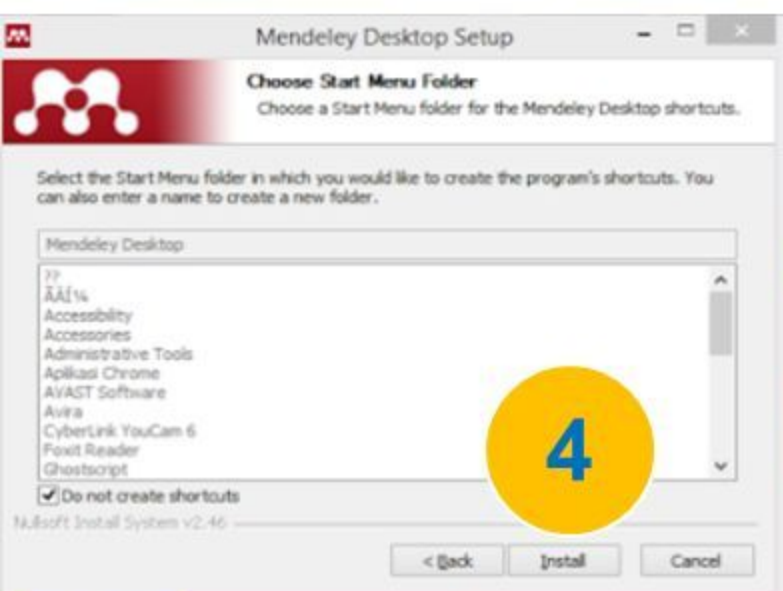 Mendeley Desktop Setup
Choose Start Menu Folder
Choose a Start Menu folder for the Mendeley Desktop shortcuts.
Select the Start Menu folder in which you would like to create the program's shortcuts. You
can also enter a name to create a new folder.
Mendeley Desktop
??
ÃÀÍ¼
Accessibility
Accessories
Administrative Tools
Aplikasi Chrome
AVAST Software
Avira
CyberLink YouCam 6
Foxit Reader
Ghostscript
4
Do not create shortcuts
Nullsoft Install System v2.46
< Back
Install
Cancel